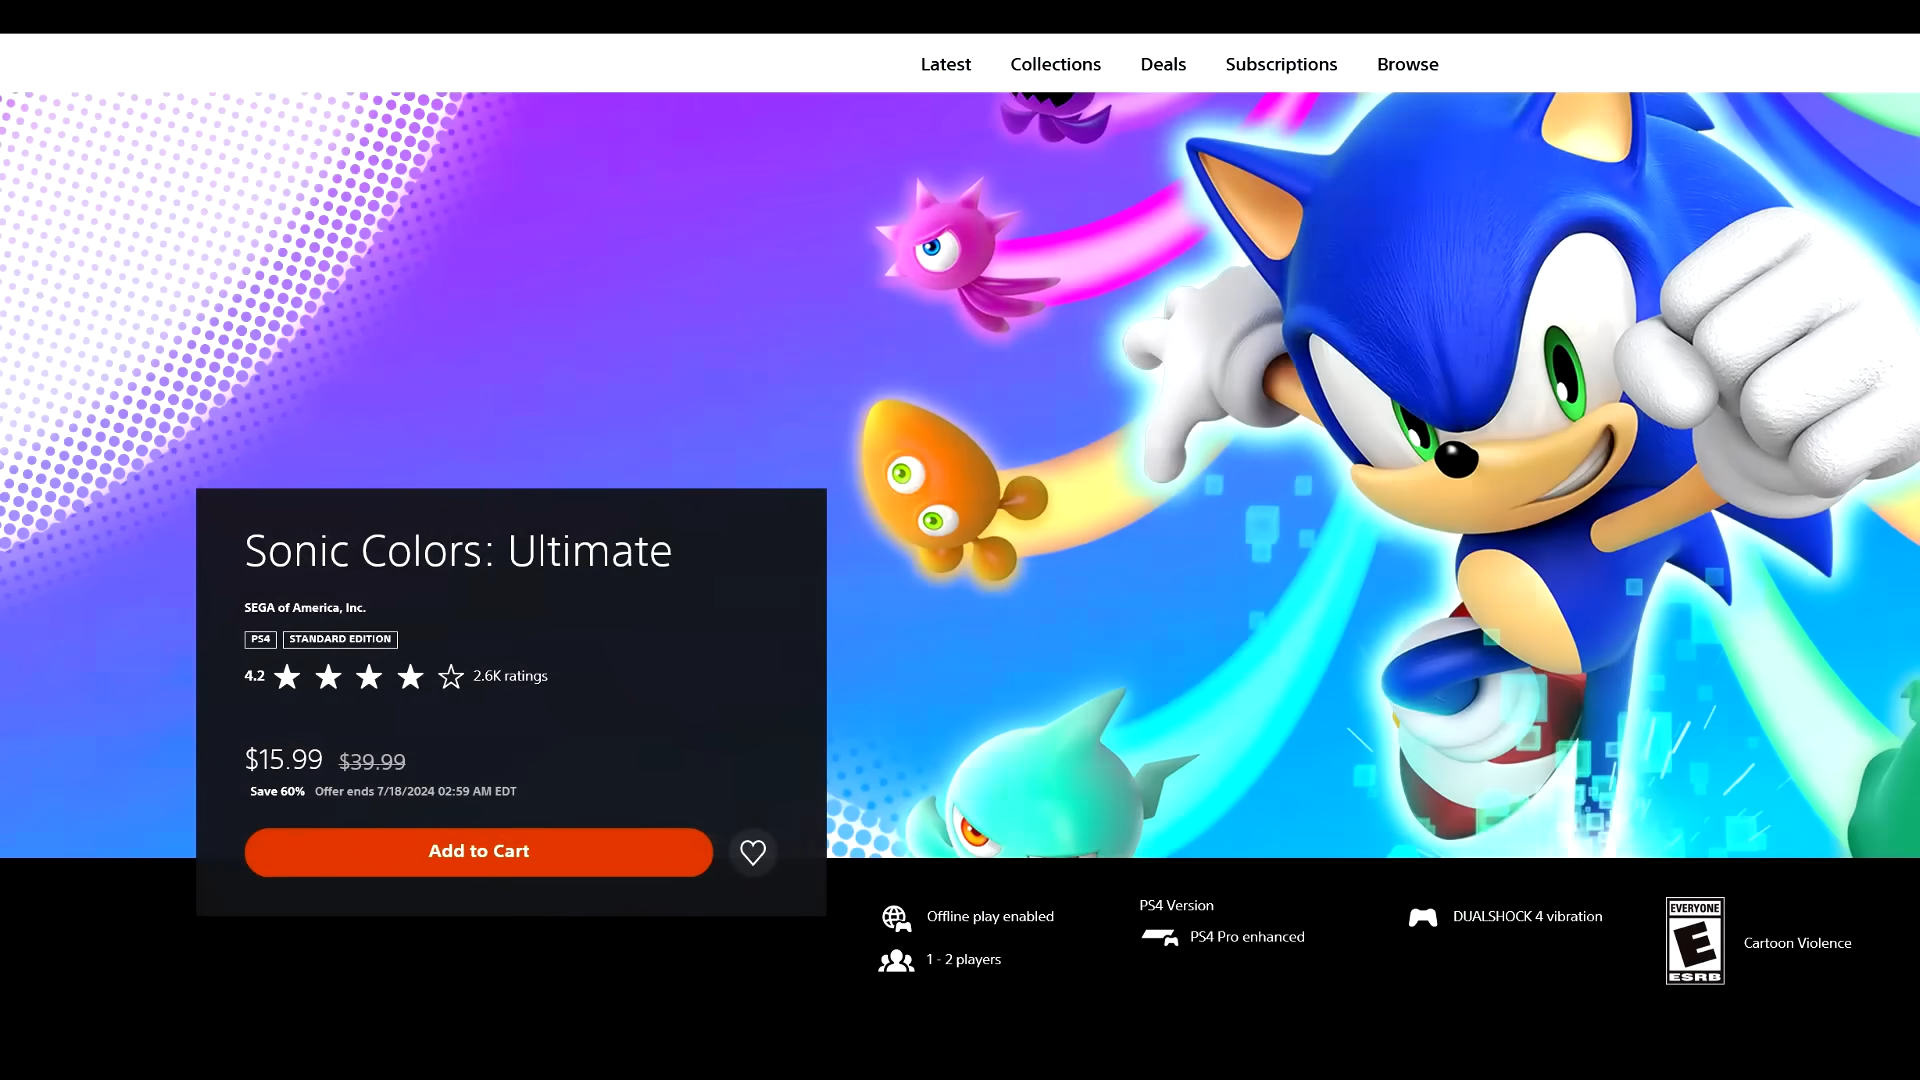 Latest Collections Deals Subscriptions Browse
Sonic Colors: Ultimate
SEGA of America, Inc.
PS4 STANDARD EDITION
4.2 2.6K ratings
$15.99 $39.99
Save 60% Offer ends 7/18/2024 02:59 AM EDT
Add to Cart
Offline play enabled
1 - 2 players
PS4 Version
PS4 Pro enhanced
DUALSHOCK 4 vibration
EVERYONE
E
ESRB
Cartoon Violence